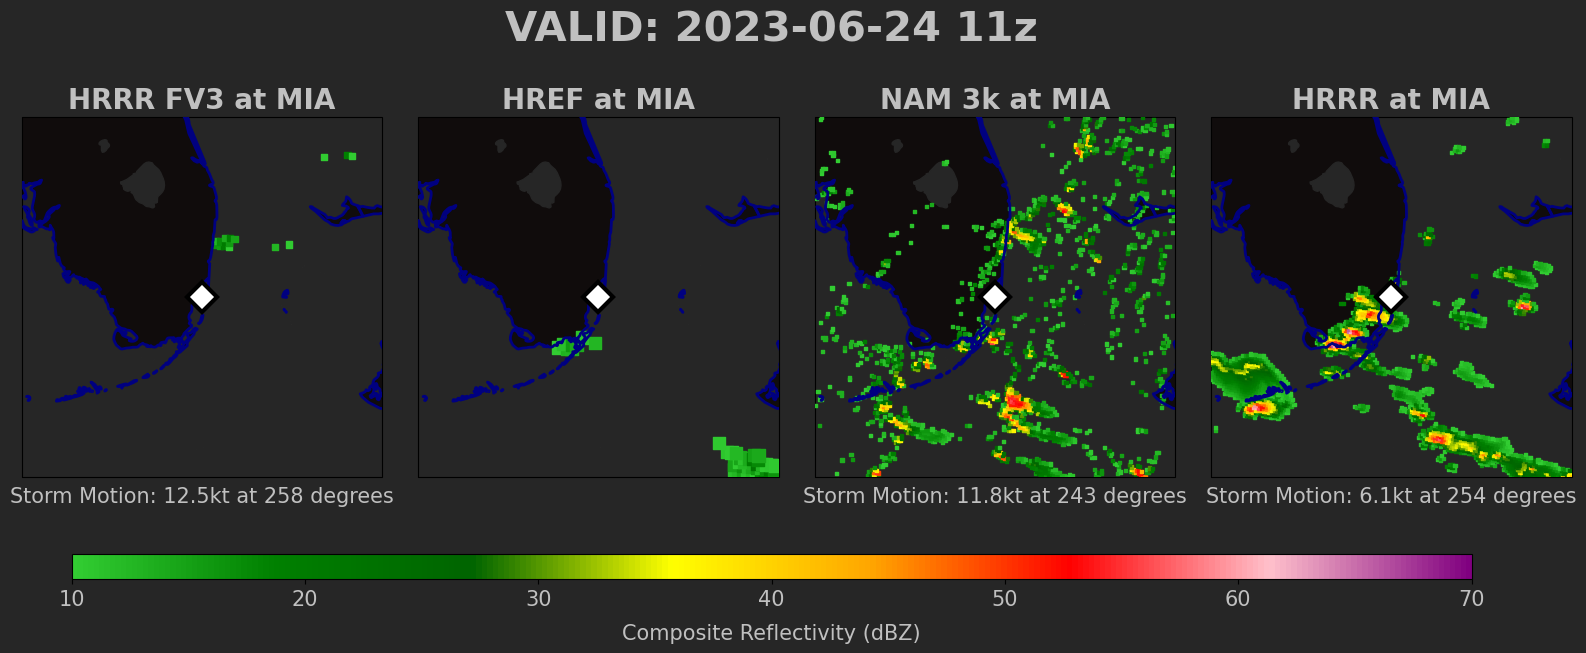 VALID: 2023-06-24 11z
HRRR FV3 at MIA
HREF at MIA
NAM 3k at MIA
HRRR at MIA
Storm Motion: 12.5kt at 258 degrees
Storm Motion: 11.8kt at 243 degrees
Storm Motion: 6.1kt at 254 degrees
10 20 30 40 50 60 70
Composite Reflectivity (dBZ)